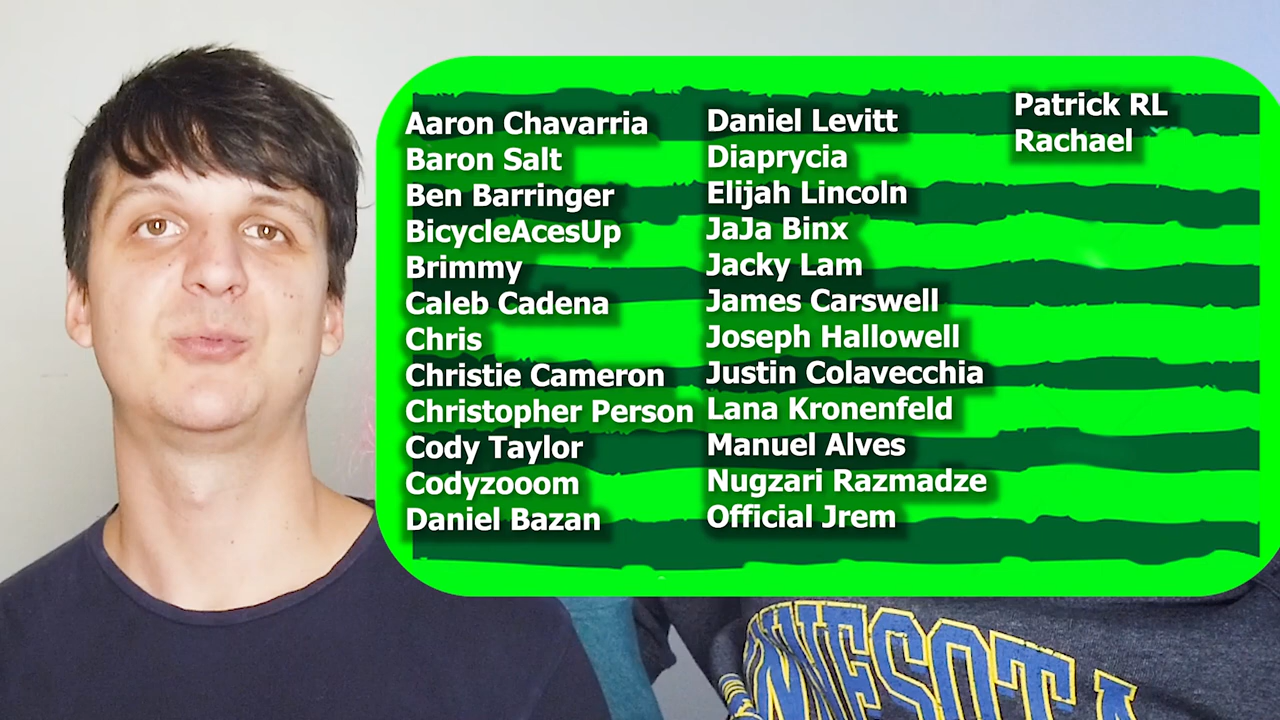 Aaron Chavarria
Baron Salt
Ben Barringer
BicycleAcesUp
Brimmy
Caleb Cadena
Chris
Christie Cameron
Christopher Person
Cody Taylor
Codyzooom
Daniel Bazan
Daniel Levitt
Diaprycia
Elijah Lincoln
JaJa Binx
Jacky Lam
James Carswell
Joseph Hallowell
Justin Colavecchia
Lana Kronenfeld
Manuel Alves
Nugzari Razmadze
Official Jrem
Patrick RL
Rachael
NNESOTA